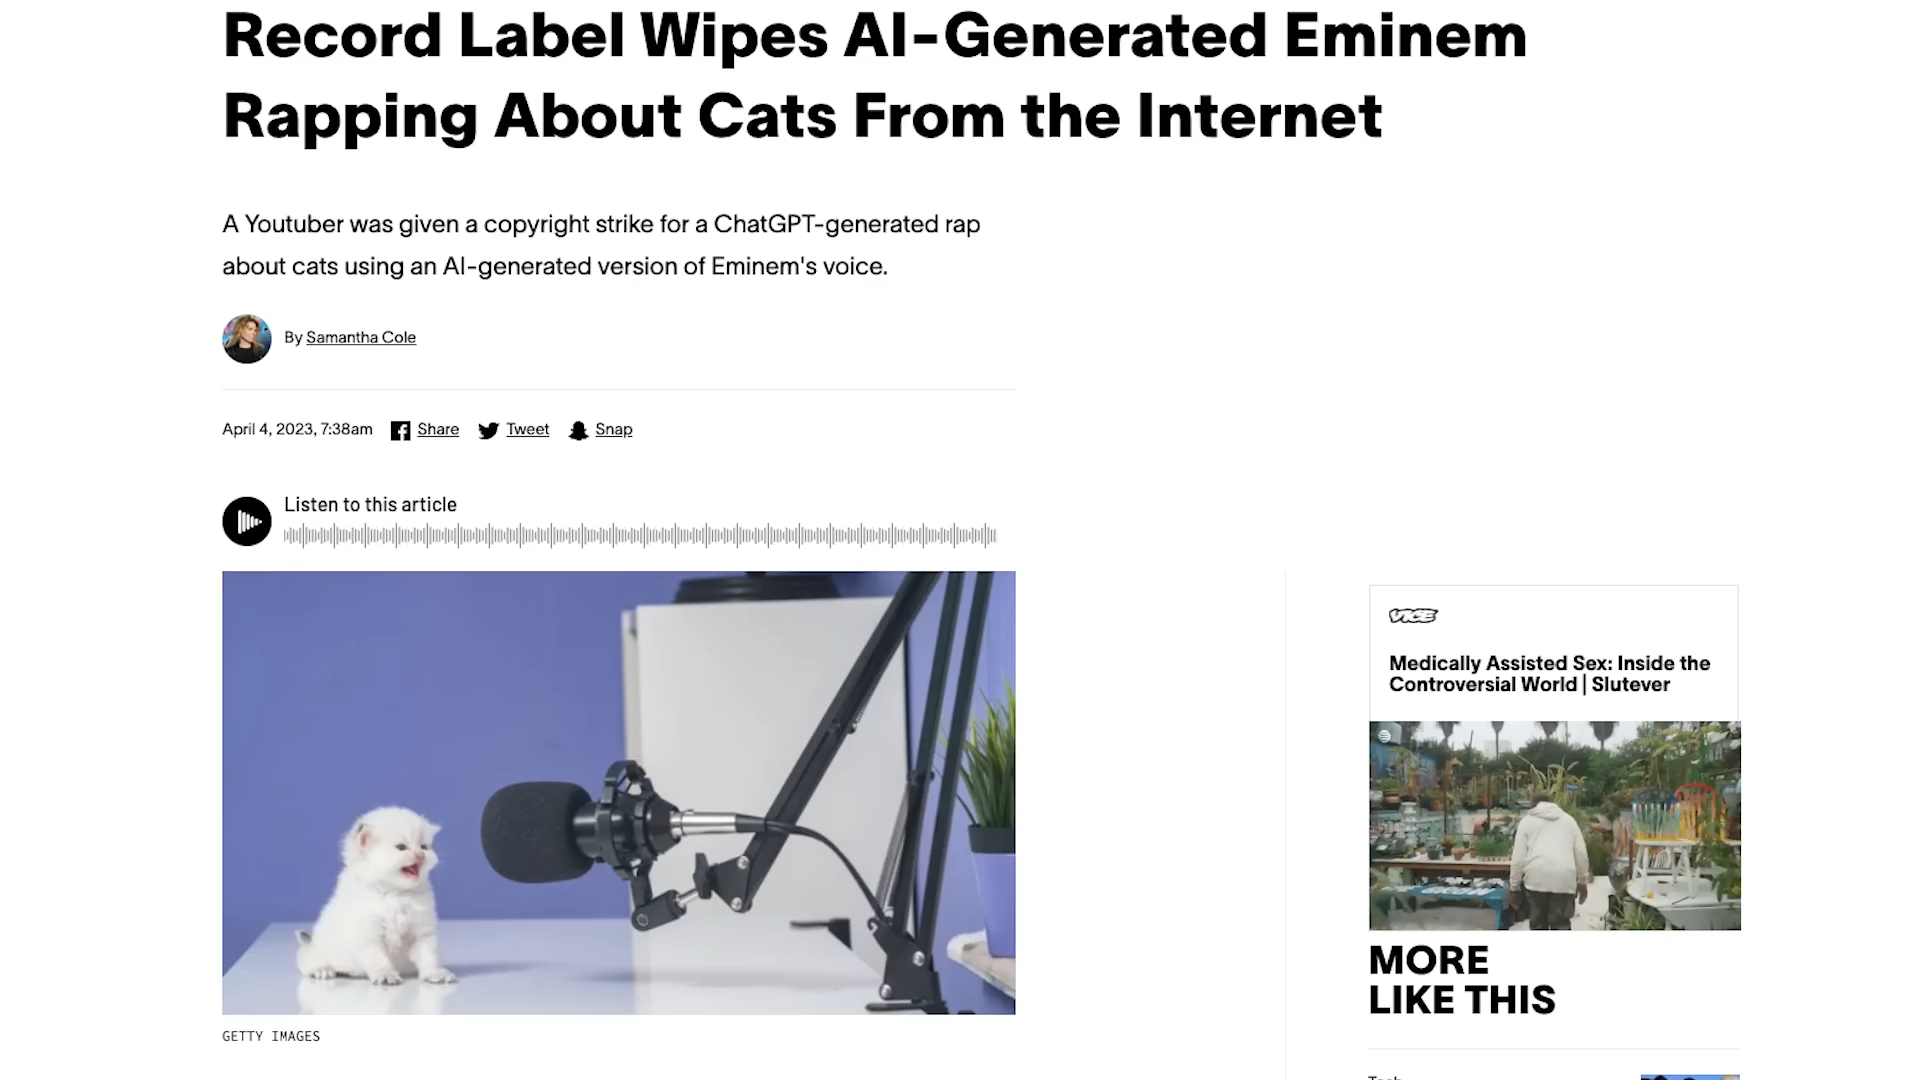 Record Label Wipes AI-Generated Eminem
Rapping About Cats From the Internet
A Youtuber was given a copyright strike for a ChatGPT-generated rap
about cats using an AI-generated version of Eminem's voice.
By Samantha Cole
April 4, 2023, 7:38am Share Tweet Snap
Listen to this article
GETTY IMAGES
VICE
Medically Assisted Sex: Inside the
Controversial World | Slutever
MORE
LIKE THIS